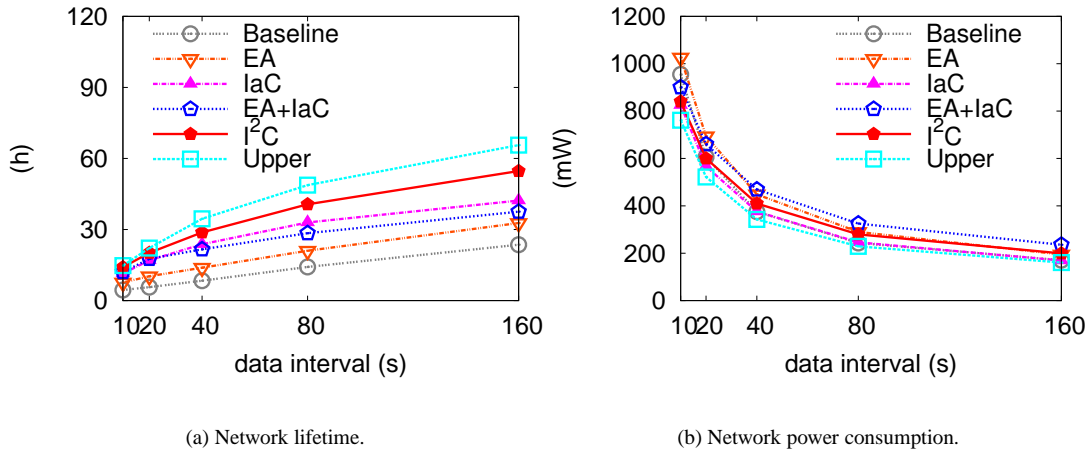 120
90
60
30
0
(h)
Baseline
EA
IaC
EA+IaC
I²C
Upper
10 20 40 80 160
data interval (s)
(a) Network lifetime.
1200
1000
800
600
400
200
0
(mW)
Baseline
EA
IaC
EA+IaC
I²C
Upper
10 20 40 80 160
data interval (s)
(b) Network power consumption.